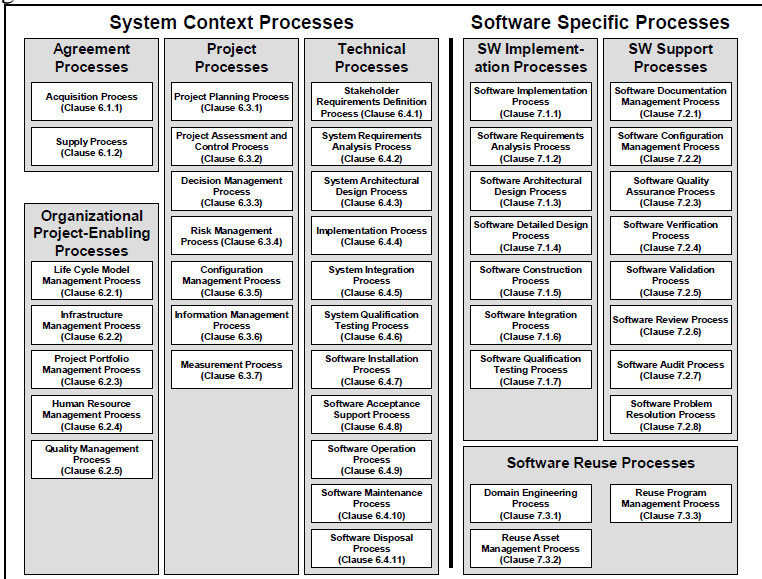 System Context Processes
Software Specific Processes
Agreement
Processes
Acquisition Process
(Clause 6.1.1)
Supply Process
(Clause 6.1.2)
Organizational
Project-Enabling
Processes
Life Cycle Model
Management Process
(Clause 6.2.1)
Infrastructure
Management Process
(Clause 6.2.2)
Project Portfolio
Management Process
(Clause 6.2.3)
Human Resource
Management Process
(Clause 6.2.4)
Quality Management
Process
(Clause 6.2.5)
Project
Processes
Project Planning Process
(Clause 6.3.1)
Project Assessment and
Control Process
(Clause 6.3.2)
Decision Management
Process
(Clause 6.3.3)
Risk Management
Process (Clause 6.3.4)
Configuration
Management Process
(Clause 6.3.5)
Information Management
Process
(Clause 6.3.6)
Measurement Process
(Clause 6.3.7)
Technical
Processes
Stakeholder
Requirements Definition
Process (Clause 6.4.1)
System Requirements
Analysis Process
(Clause 6.4.2)
System Architectural
Design Process
(Clause 6.4.3)
Implementation Process
(Clause 6.4.4)
System Integration
Process
(Clause 6.4.5)
System Qualification
Testing Process
(Clause 6.4.6)
Software Installation
Process
(Clause 6.4.7)
Software Acceptance
Support Process
(Clause 6.4.8)
Software Operation
Process
(Clause 6.4.9)
Software Maintenance
Process
(Clause 6.4.10)
Software Disposal
Process
(Clause 6.4.11)
SW Implement-
ation Processes
Software Implementation
Process
(Clause 7.1.1)
Software Requirements
Analysis Process
(Clause 7.1.2)
Software Architectural
Design Process
(Clause 7.1.3)
Software Detailed Design
Process
(Clause 7.1.4)
Software Construction
Process
(Clause 7.1.5)
Software Integration
Process
(Clause 7.1.6)
Software Qualification
Testing Process
(Clause 7.1.7)
SW Support
Processes
Software Documentation
Management Process
(Clause 7.2.1)
Software Configuration
Management Process
(Clause 7.2.2)
Software Quality
Assurance Process
(Clause 7.2.3)
Software Verification
Process
(Clause 7.2.4)
Software Validation
Process
(Clause 7.2.5)
Software Review Process
(Clause 7.2.6)
Software Audit Process
(Clause 7.2.7)
Software Problem
Resolution Process
(Clause 7.2.8)
Software Reuse Processes
Domain Engineering
Process
(Clause 7.3.1)
Reuse Program
Management Process
(Clause 7.3.3)
Reuse Asset
Management Process
(Clause 7.3.2)